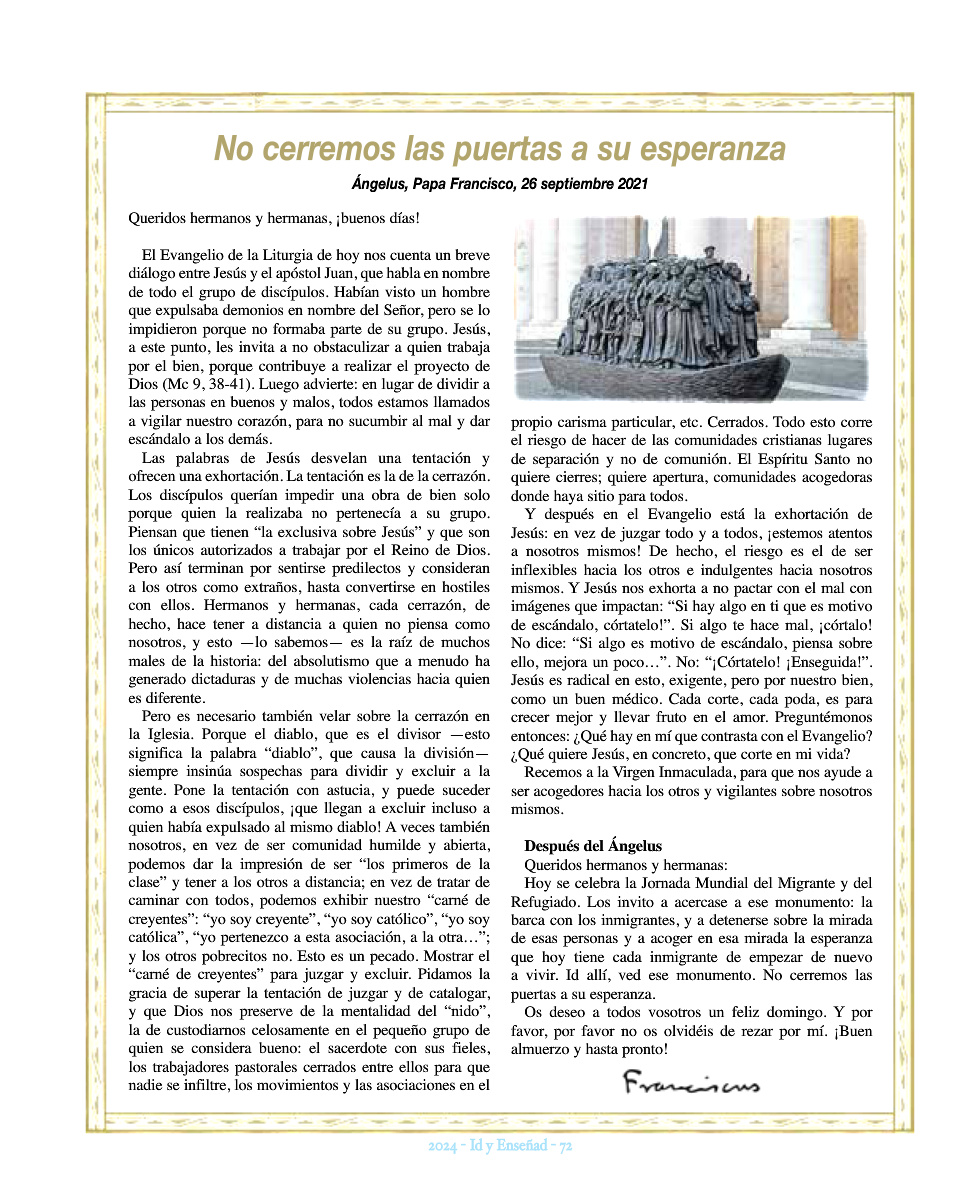 No cerremos las puertas a su esperanza
Ángelus, Papa Francisco, 26 septiembre 2021
Queridos hermanos y hermanas, ¡buenos días!
El Evangelio de la Liturgia de hoy nos cuenta un breve
diálogo entre Jesús y el apóstol Juan, que habla en nombre
de todo el grupo de discípulos. Habían visto un hombre
que expulsaba demonios en nombre del Señor, pero se lo
impidieron porque no formaba parte de su grupo. Jesús,
a este punto, les invita a no obstaculizar a quien trabaja
por el bien, porque contribuye a realizar el proyecto de
Dios (Mc 9, 38-41). Luego advierte: en lugar de dividir a
las personas en buenos y malos, todos estamos llamados
a vigilar nuestro corazón, para no sucumbir al mal y dar
escándalo a los demás.
Las palabras de Jesús desvelan una tentación y
ofrecen una exhortación. La tentación es la de la cerrazón.
Los discípulos querían impedir una obra de bien solo
porque quien la realizaba no pertenecía a su grupo.
Piensan que tienen “la exclusiva sobre Jesús” y que son
los únicos autorizados a trabajar por el Reino de Dios.
Pero así terminan por sentirse predilectos y consideran
a los otros como extraños, hasta convertirse en hostiles
con ellos. Hermanos y hermanas, cada cerrazón, de
hecho, hace tener a distancia a quien no piensa como
nosotros, y esto —lo sabemos— es la raíz de muchos
males de la historia: del absolutismo que a menudo ha
generado dictaduras y de muchas violencias hacia quien
es diferente.
Pero es necesario también velar sobre la cerrazón en
la Iglesia. Porque el diablo, que es el divisor —esto
significa la palabra “diablo”, que causa la división—
siempre insinúa sospechas para dividir y excluir a la
gente. Pone la tentación con astucia, y puede suceder
como a esos discípulos, ¡que llegan a excluir incluso a
quien había expulsado al mismo diablo! A veces también
nosotros, en vez de ser comunidad humilde y abierta,
podemos dar la impresión de ser “los primeros de la
clase” y tener a los otros a distancia; en vez de tratar de
caminar con todos, podemos exhibir nuestro “carné de
creyentes”: “yo soy creyente”, “yo soy católico”, “yo soy
católica”, “yo pertenezco a esta asociación, a la otra…”;
y los otros pobrecitos no. Esto es un pecado. Mostrar el
“carné de creyentes” para juzgar y excluir. Pidamos la
gracia de superar la tentación de juzgar y de catalogar,
y que Dios nos preserve de la mentalidad del “nido”,
la de custodiarnos celosamente en el pequeño grupo de
quien se considera bueno: el sacerdote con sus fieles,
los trabajadores pastorales cerrados entre ellos para que
nadie se infiltre, los movimientos y las asociaciones en el
propio carisma particular, etc. Cerrados. Todo esto corre
el riesgo de hacer de las comunidades cristianas lugares
de separación y no de comunión. El Espíritu Santo no
quiere cierres; quiere apertura, comunidades acogedoras
donde haya sitio para todos.
Y después en el Evangelio está la exhortación de
Jesús: en vez de juzgar todo y a todos, ¡estemos atentos
a nosotros mismos! De hecho, el riesgo es el de ser
inflexibles hacia los otros e indulgentes hacia nosotros
mismos. Y Jesús nos exhorta a no pactar con el mal con
imágenes que impactan: “Si hay algo en ti que es motivo
de escándalo, córtatelo!”. Si algo te hace mal, ¡córtalo!
No dice: “Si algo es motivo de escándalo, piensa sobre
ello, mejora un poco…”. No: “¡Córtatelo! ¡Enseguida!”.
Jesús es radical en esto, exigente, pero por nuestro bien,
como un buen médico. Cada corte, cada poda, es para
crecer mejor y llevar fruto en el amor. Preguntémonos
entonces: ¿Qué hay en mí que contrasta con el Evangelio?
¿Qué quiere Jesús, en concreto, que corte en mi vida?
Recemos a la Virgen Inmaculada, para que nos ayude a
ser acogedores hacia los otros y vigilantes sobre nosotros
mismos.
Después del Ángelus
Queridos hermanos y hermanas:
Hoy se celebra la Jornada Mundial del Migrante y del
Refugiado. Los invito a acercase a ese monumento: la
barca con los inmigrantes, y a detenerse sobre la mirada
de esas personas y a acoger en esa mirada la esperanza
que hoy tiene cada inmigrante de empezar de nuevo
a vivir. Id allí, ved ese monumento. No cerremos las
puertas a su esperanza.
Os deseo a todos vosotros un feliz domingo. Y por
favor, por favor no os olvidéis de rezar por mí. ¡Buen
almuerzo y hasta pronto!
Franciscus
2024 - Id y Enseñad - 72